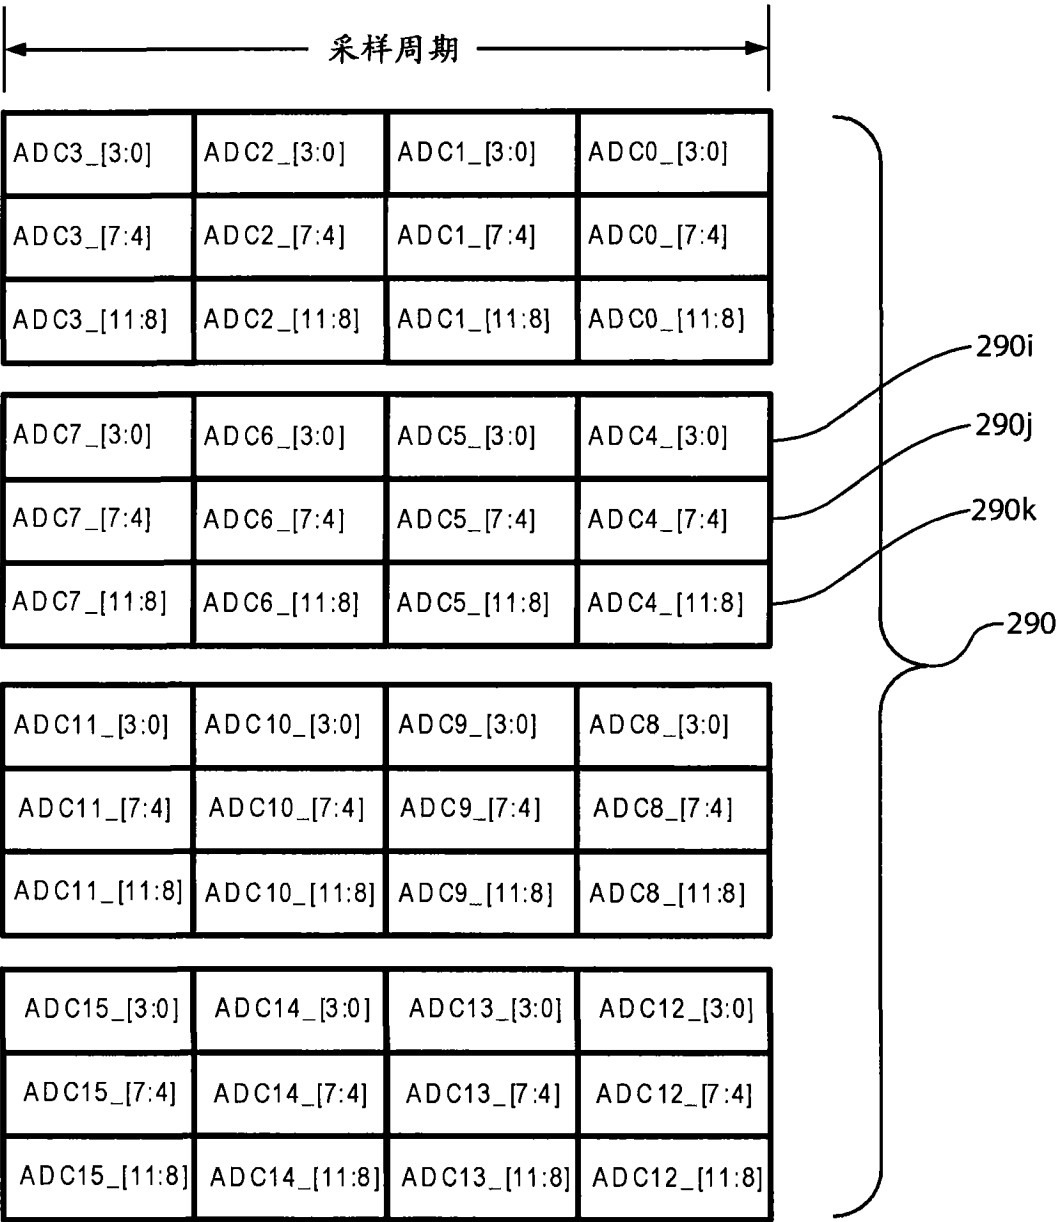 采样周期
ADC3_[3:0] ADC2_[3:0] ADC1_[3:0] ADC0_[3:0]
ADC3_[7:4] ADC2_[7:4] ADC1_[7:4] ADC0_[7:4]
ADC3_[11:8] ADC2_[11:8] ADC1_[11:8] ADC0_[11:8]
290i
ADC7_[3:0] ADC6_[3:0] ADC5_[3:0] ADC4_[3:0]
290j
ADC7_[7:4] ADC6_[7:4] ADC5_[7:4] ADC4_[7:4]
290k
ADC7_[11:8] ADC6_[11:8] ADC5_[11:8] ADC4_[11:8]
290
ADC11_[3:0] ADC10_[3:0] ADC9_[3:0] ADC8_[3:0]
ADC11_[7:4] ADC10_[7:4] ADC9_[7:4] ADC8_[7:4]
ADC11_[11:8] ADC10_[11:8] ADC9_[11:8] ADC8_[11:8]
ADC15_[3:0] ADC14_[3:0] ADC13_[3:0] ADC12_[3:0]
ADC15_[7:4] ADC14_[7:4] ADC13_[7:4] ADC12_[7:4]
ADC15_[11:8] ADC14_[11:8] ADC13_[11:8] ADC12_[11:8]